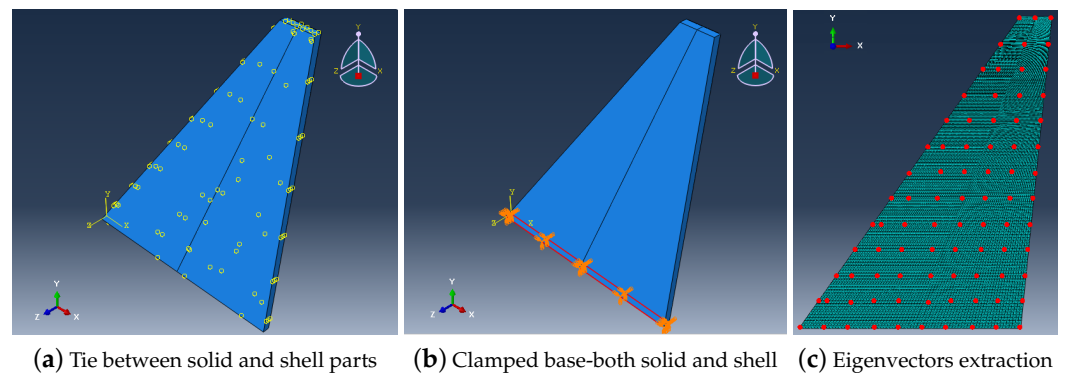 Y
Z
X
Y
Z
X
Y
Z
X
Y
Z
X
Y
Z
X
Y
Z
X
Y
X
(a) Tie between solid and shell parts
(b) Clamped base-both solid and shell
(c) Eigenvectors extraction